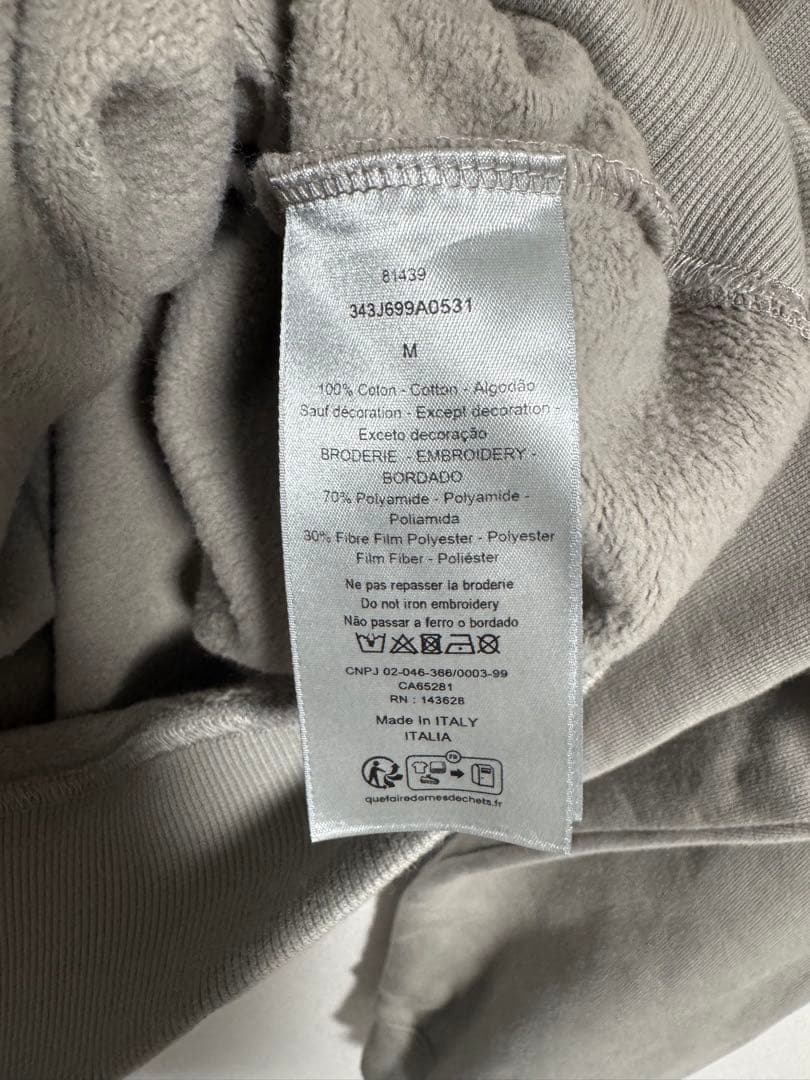 81439
343J699A0531
M
100% Coton - Cotton - Algodão
Sauf décoration - Except decoration -
Exceto decoração
BRODERIE - EMBROIDERY -
BORDADO
70% Polyamide - Polyamide -
Poliamida
30% Fibre Film Polyester - Polyester
Film Fiber - Poliéster
Ne pas repasser la broderie
Do not iron embroidery
Não passar a ferro o bordado
CNPJ 02-046-366/0003-99
CA65281
RN : 143628
Made in ITALY
ITALIA
FR
quefairedemesdechets.fr